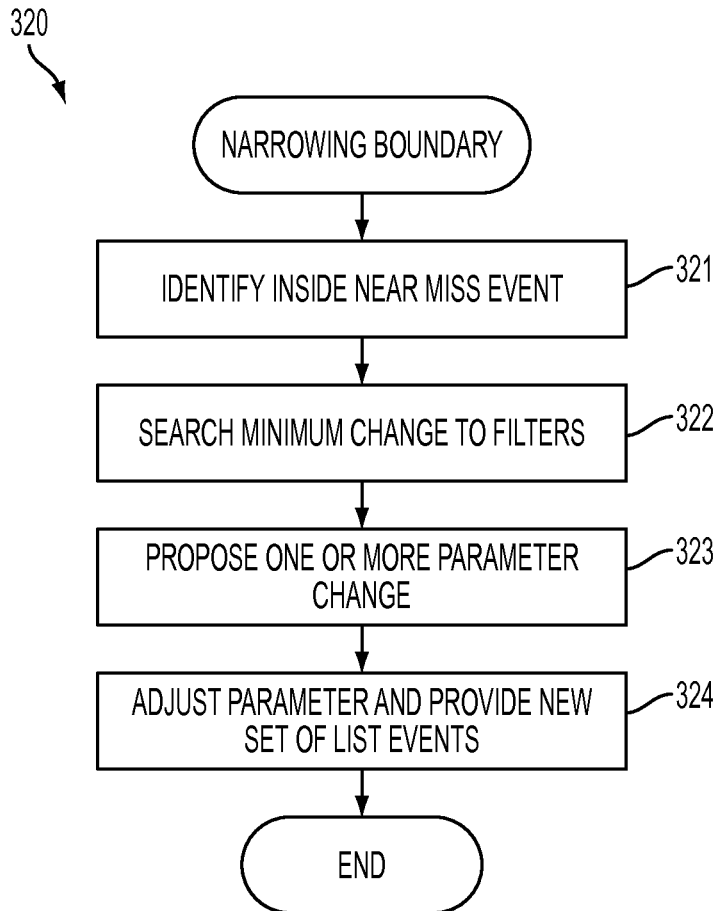 320
NARROWING BOUNDARY
IDENTIFY INSIDE NEAR MISS EVENT
321
SEARCH MINIMUM CHANGE TO FILTERS
322
PROPOSE ONE OR MORE PARAMETER
CHANGE
323
ADJUST PARAMETER AND PROVIDE NEW
SET OF LIST EVENTS
324
END